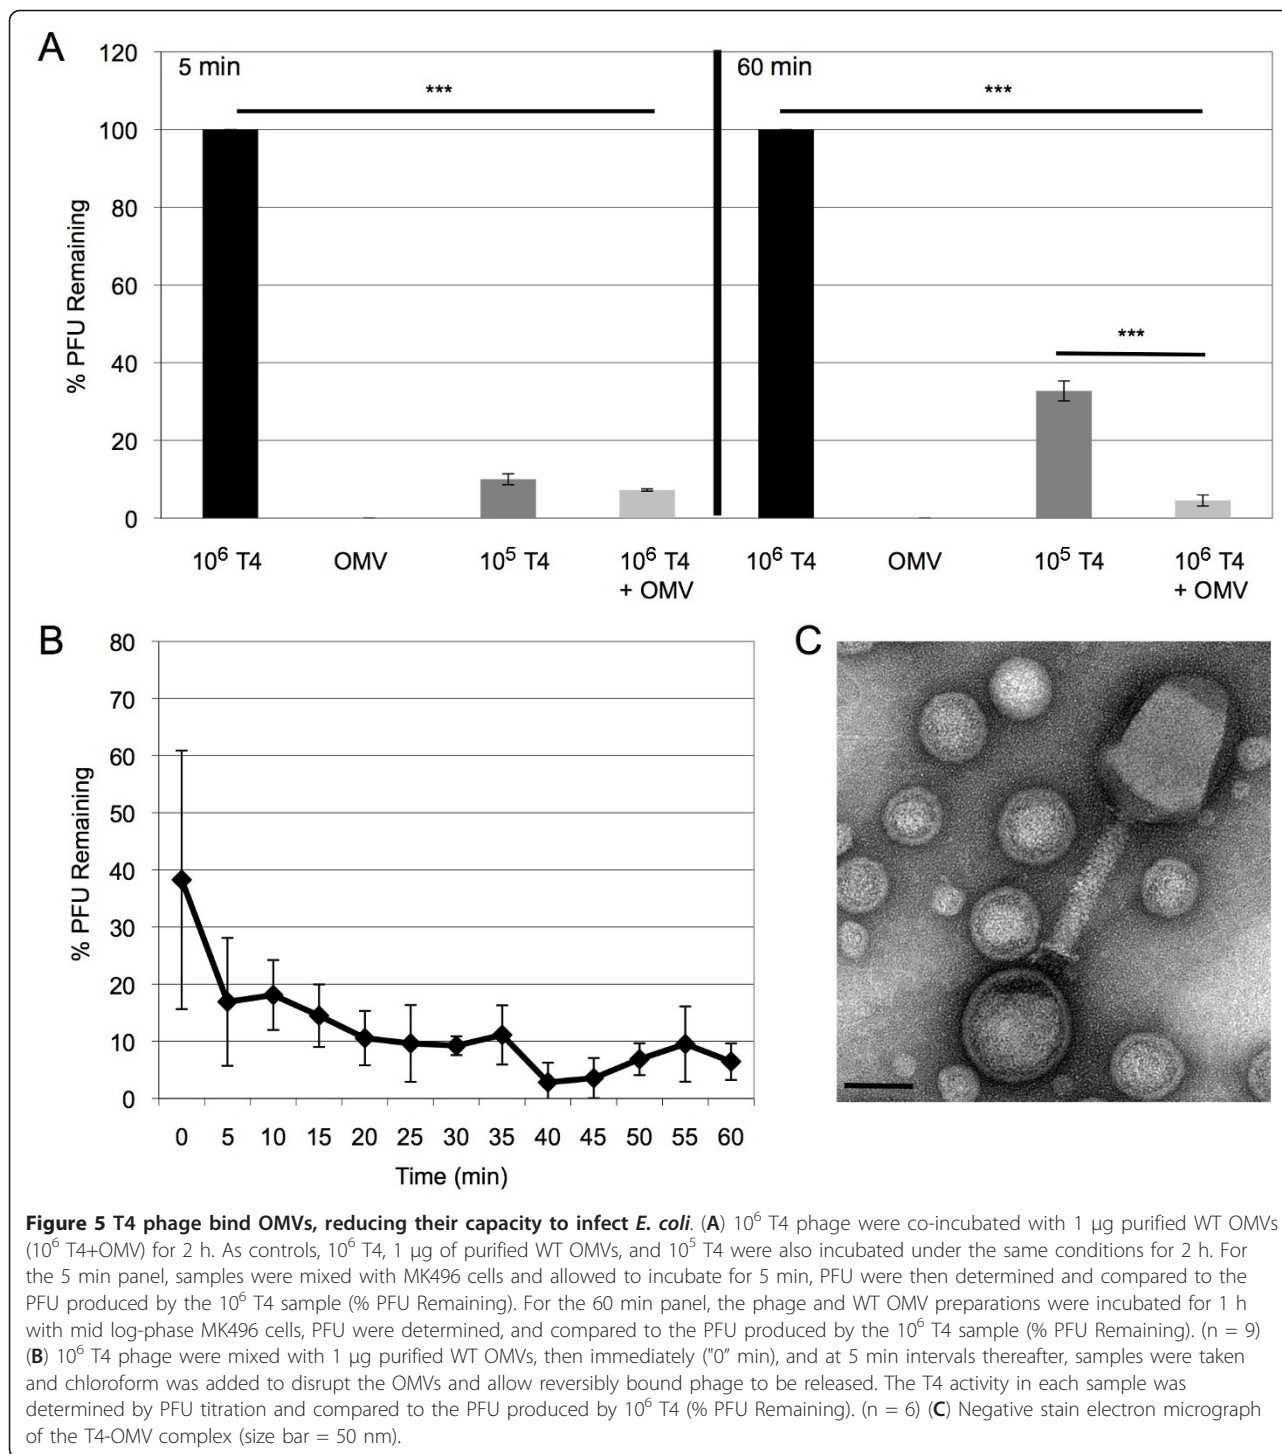 A
120
100
80
60
40
20
0
% PFU Remaining
5 min
***
60 min
***
***
10⁶ T4
OMV
10⁵ T4
10⁶ T4
+ OMV
10⁶ T4
OMV
10⁵ T4
10⁶ T4
+ OMV
B
80
70
60
50
40
30
20
10
0
% PFU Remaining
0 5 10 15 20 25 30 35 40 45 50 55 60
Time (min)
C
Figure 5 T4 phage bind OMVs, reducing their capacity to infect E. coli. (A) 10⁶ T4 phage were co-incubated with 1 μg purified WT OMVs
(10⁶ T4+OMV) for 2 h. As controls, 10⁶ T4, 1 μg of purified WT OMVs, and 10⁵ T4 were also incubated under the same conditions for 2 h. For
the 5 min panel, samples were mixed with MK496 cells and allowed to incubate for 5 min, PFU were then determined and compared to the
PFU produced by the 10⁶ T4 sample (% PFU Remaining). For the 60 min panel, the phage and WT OMV preparations were incubated for 1 h
with mid log-phase MK496 cells, PFU were determined, and compared to the PFU produced by the 10⁶ T4 sample (% PFU Remaining). (n = 9)
(B) 10⁶ T4 phage were mixed with 1 μg purified WT OMVs, then immediately ("0” min), and at 5 min intervals thereafter, samples were taken
and chloroform was added to disrupt the OMVs and allow reversibly bound phage to be released. The T4 activity in each sample was
determined by PFU titration and compared to the PFU produced by 10⁶ T4 (% PFU Remaining). (n = 6) (C) Negative stain electron micrograph
of the T4-OMV complex (size bar = 50 nm).